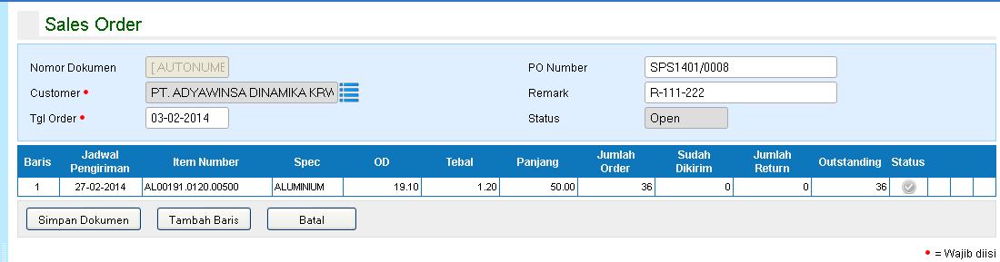 Sales Order
Nomor Dokumen [ AUTONUME PO Number SPS1401/0008
Customer • PT. ADYAWINSA DINAMIKA KRW Remark R-111-222
Tgl Order • 03-02-2014 Status Open
Baris Jadwal Pengiriman Item Number Spec OD Tebal Panjang Jumlah Order Sudah Dikirim Jumlah Return Outstanding Status
1 27-02-2014 AL00191.0120.00500 ALUMINIUM 19.10 1.20 50.00 36 0 0 36
Simpan Dokumen Tambah Baris Batal
• = Wajib diisi